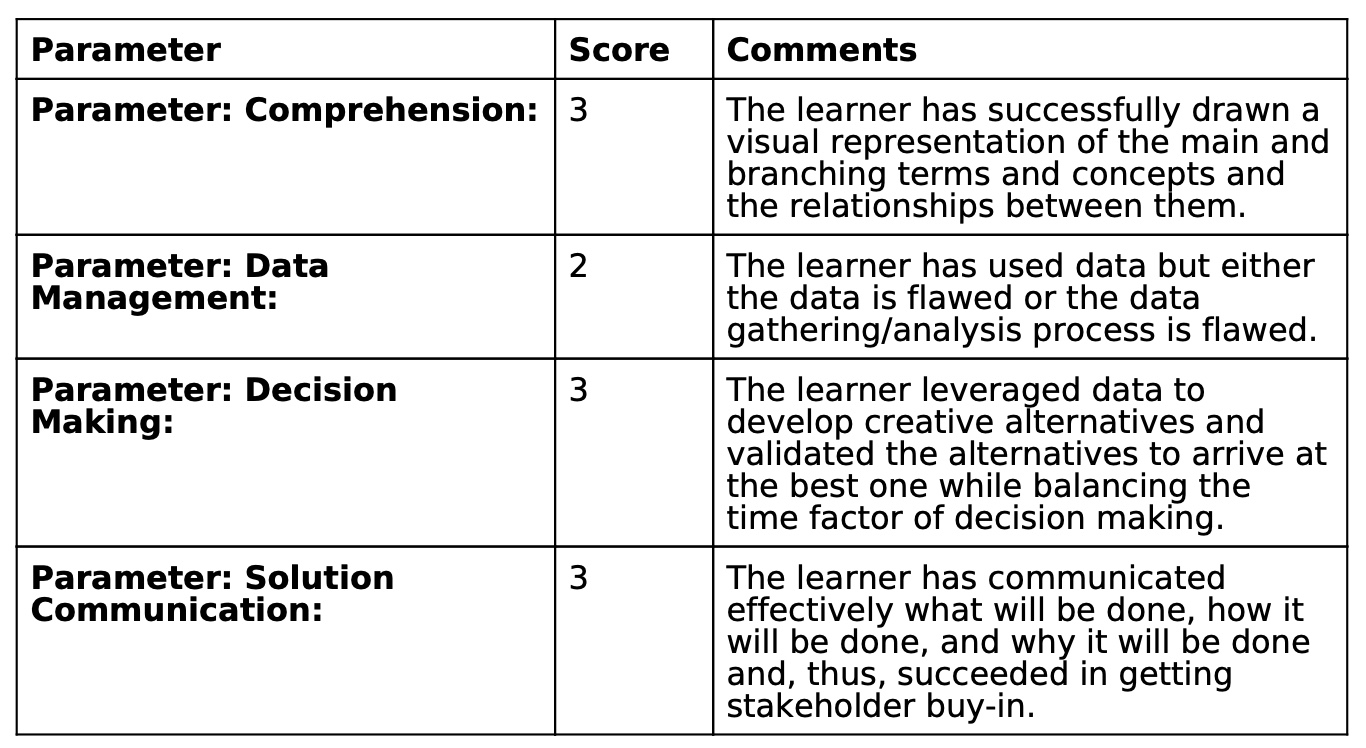 Parameter Score Comments
Parameter: Comprehension: 3 The learner has successfully drawn a
visual representation of the main and
branching terms and concepts and
the relationships between them.
Parameter: Data 2 The learner has used data but either
Management: the data is flawed or the data
gathering/analysis process is flawed.
Parameter: Decision 3 The learner leveraged data to
Making: develop creative alternatives and
validated the alternatives to arrive at
the best one while balancing the
time factor of decision making.
Parameter: Solution 3 The learner has communicated
Communication: effectively what will be done, how it
will be done, and why it will be done
and, thus, succeeded in getting
stakeholder buy-in.